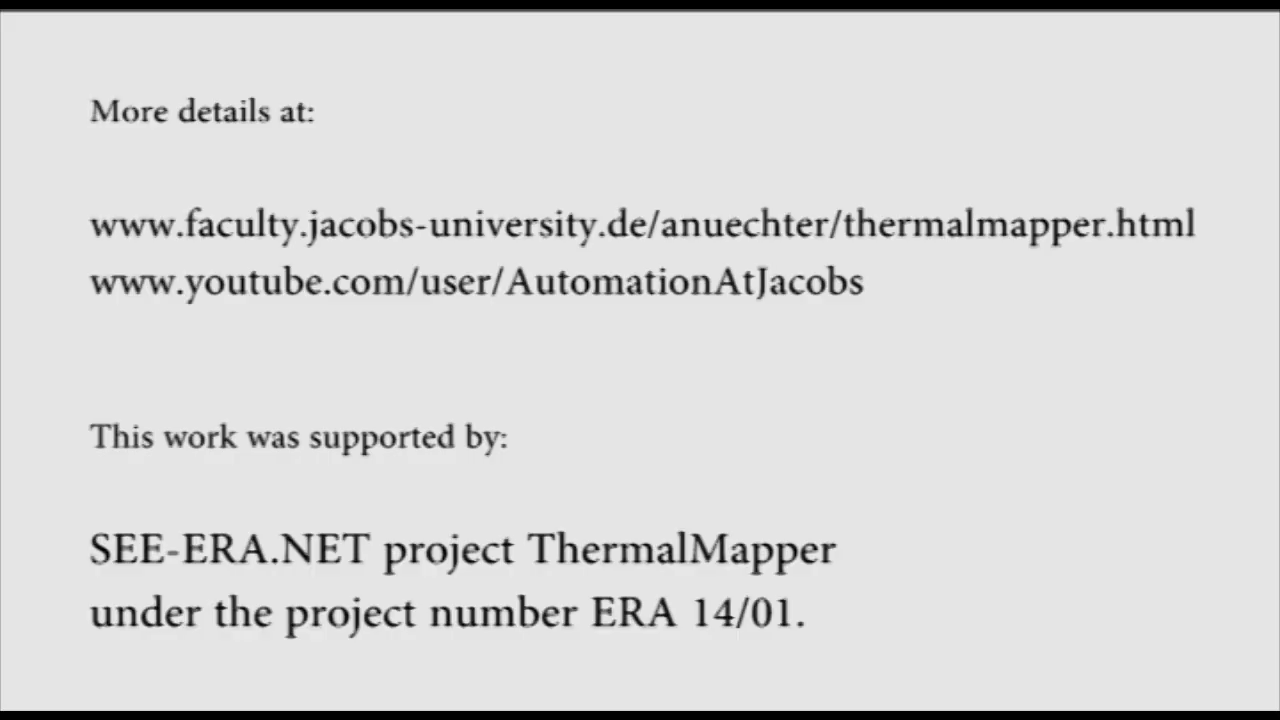 More details at:
www.faculty.jacobs-university.de/anuechter/thermalmapper.html
www.youtube.com/user/AutomationAtJacobs
This work was supported by:
SEE-ERA.NET project ThermalMapper
under the project number ERA 14/01.